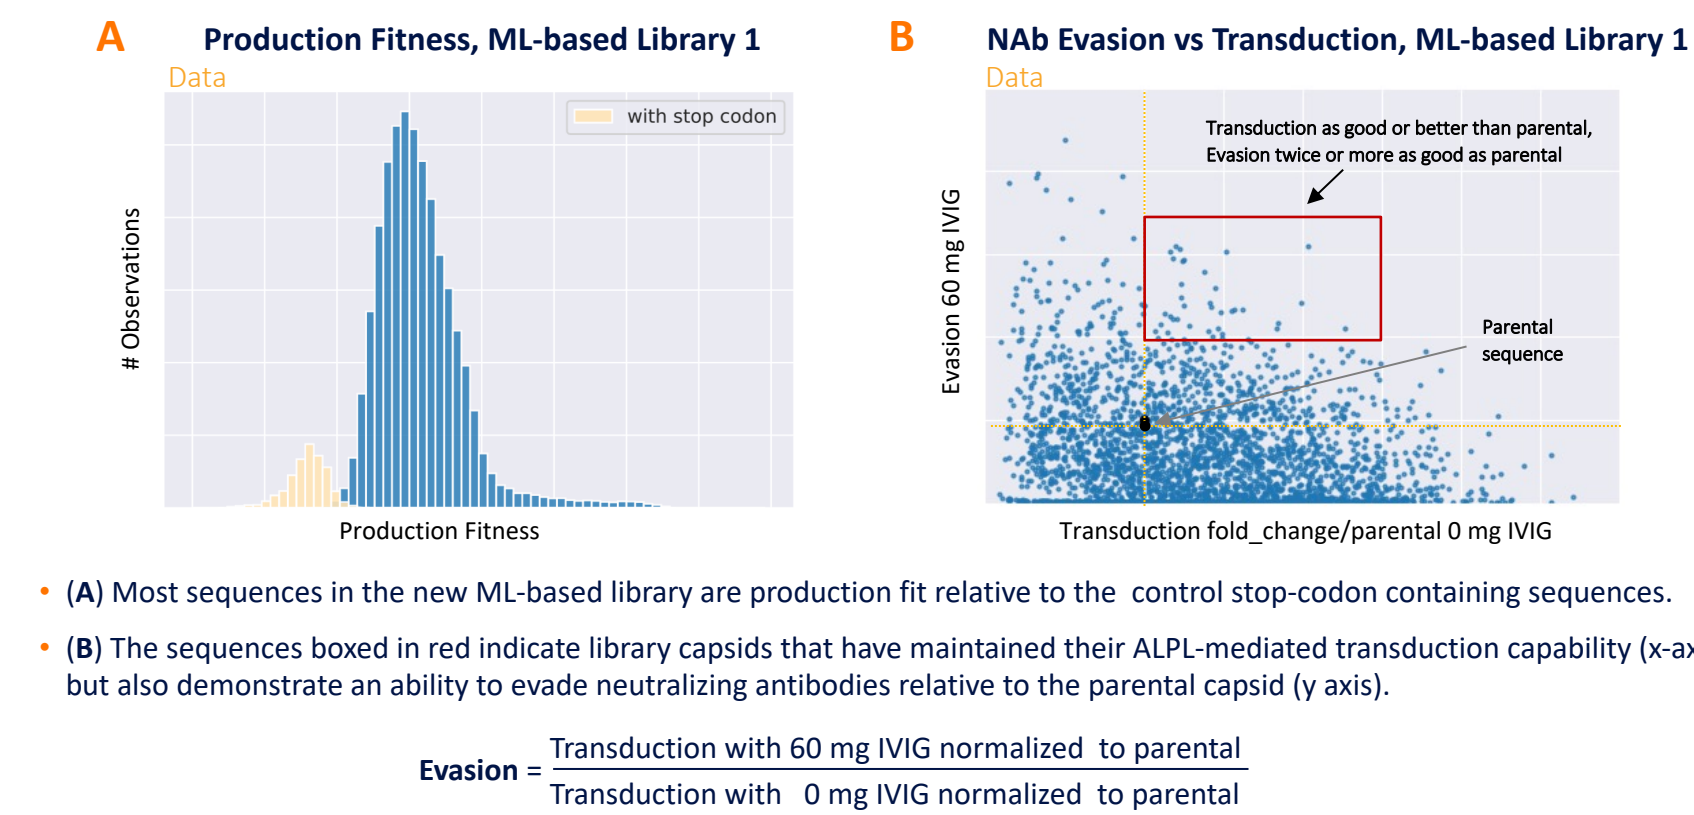 A
Production Fitness, ML-based Library 1
Data
with stop codon
# Observations
Production Fitness
B
NAb Evasion vs Transduction, ML-based Library 1
Data
Transduction as good or better than parental,
Evasion twice or more as good as parental
Parental
sequence
Evasion 60 mg IVIG
Transduction fold_change/parental 0 mg IVIG
• (A) Most sequences in the new ML-based library are production fit relative to the control stop-codon containing sequences.
• (B) The sequences boxed in red indicate library capsids that have maintained their ALPL-mediated transduction capability (x-ax
but also demonstrate an ability to evade neutralizing antibodies relative to the parental capsid (y axis).
Evasion =
Transduction with 60 mg IVIG normalized to parental
Transduction with 0 mg IVIG normalized to parental